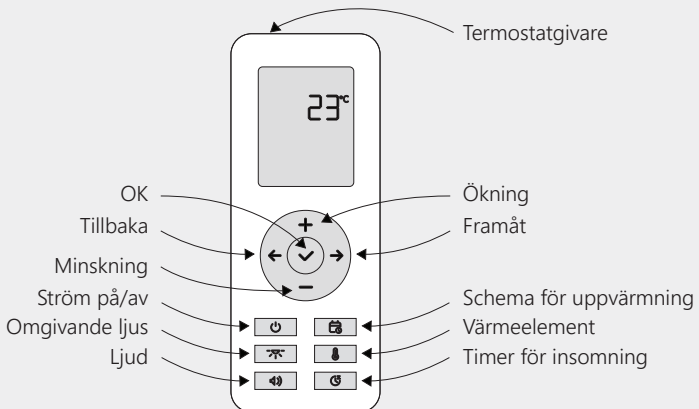 Termostatgivare
23°C
OK
Ökning
Tillbaka
Framåt
Minskning
Ström på/av
Schema för uppvärmning
Omgivande ljus
Värmeelement
Ljud
Timer för insomning